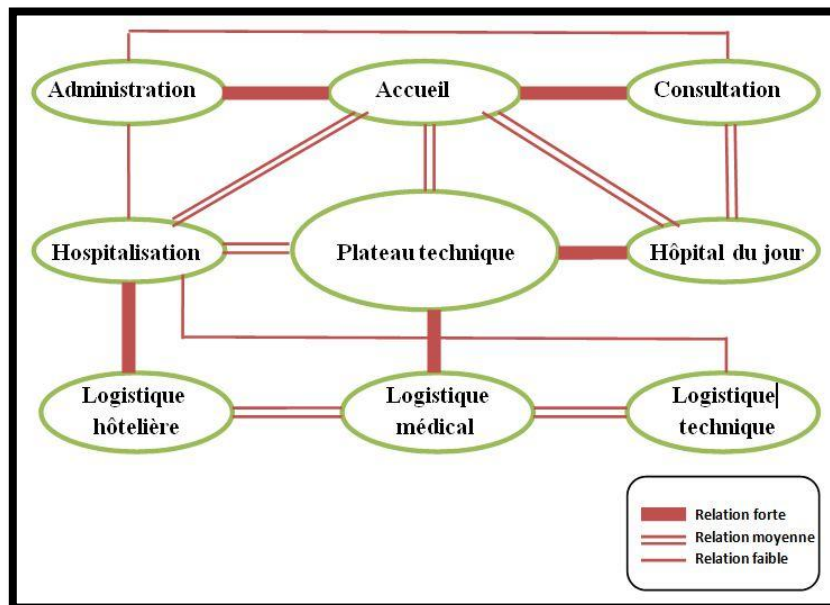 Administration
Accueil
Consultation
Hospitalisation
Plateau technique
Hôpital du jour
Logistique
hôtelière
Logistique
médical
Logistique
technique
Relation forte
Relation moyenne
Relation faible